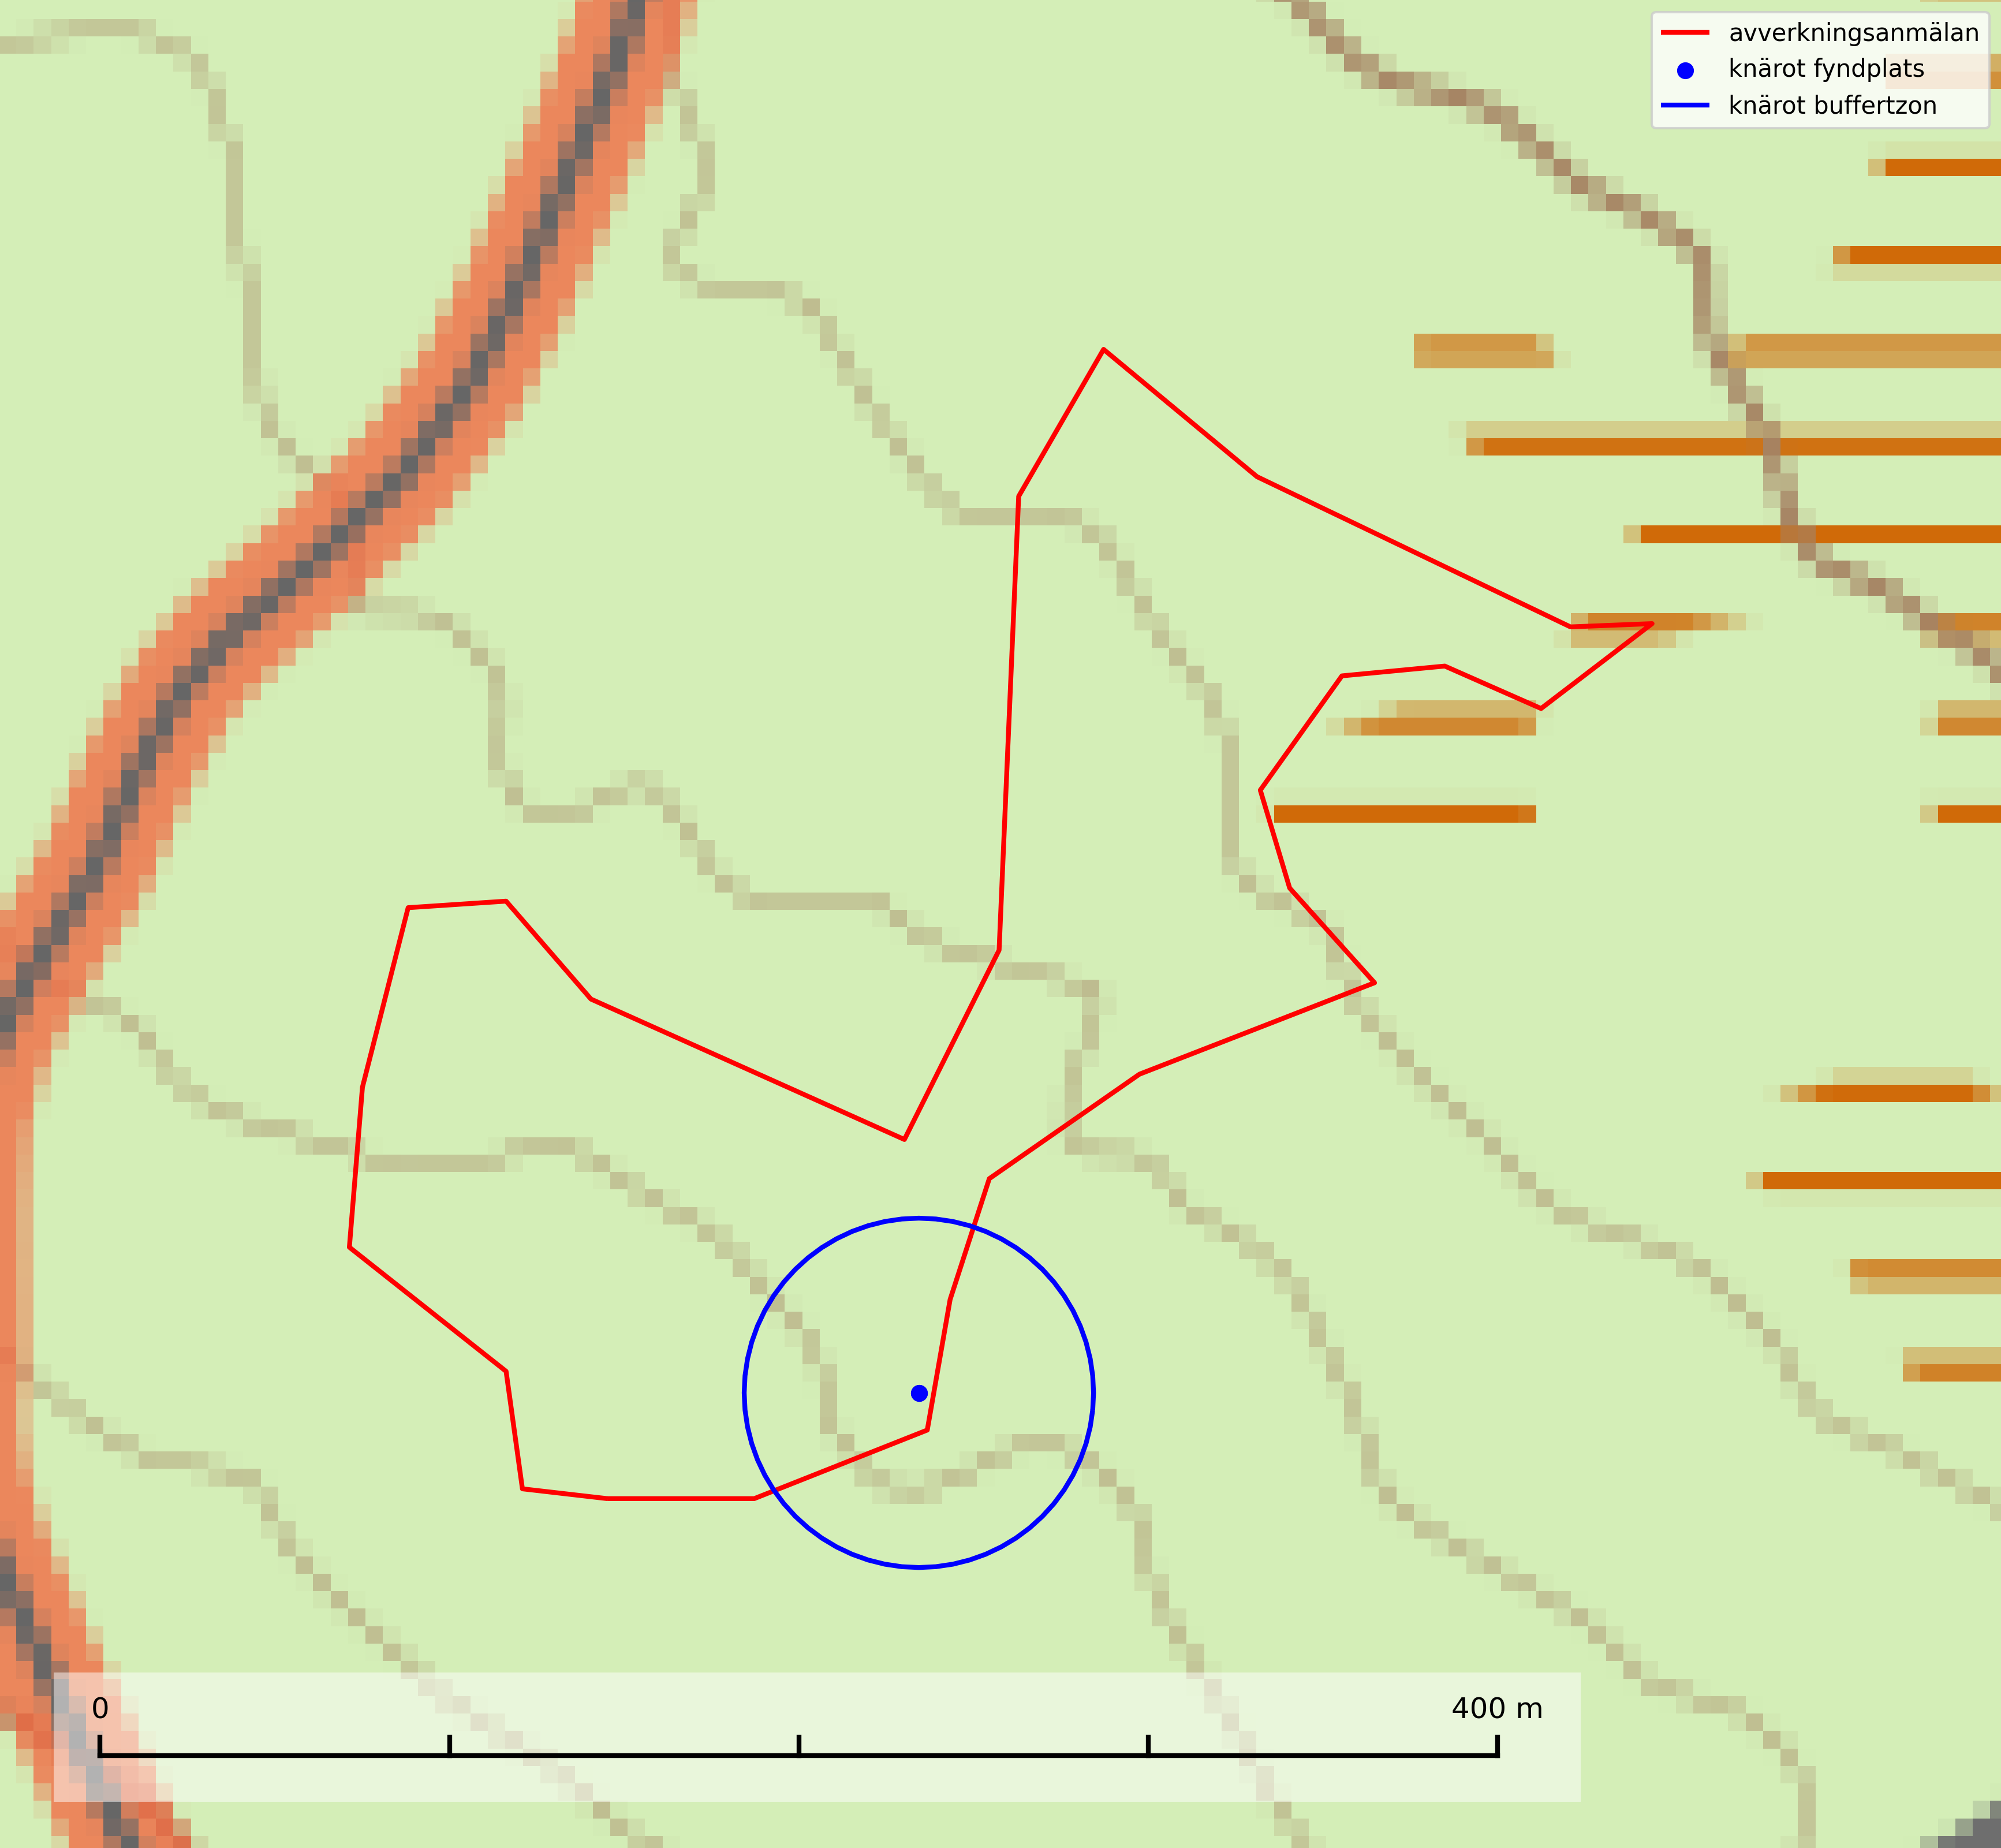 avverkningsanmälan
knärot fyndplats
knärot buffertzon
0
400 m